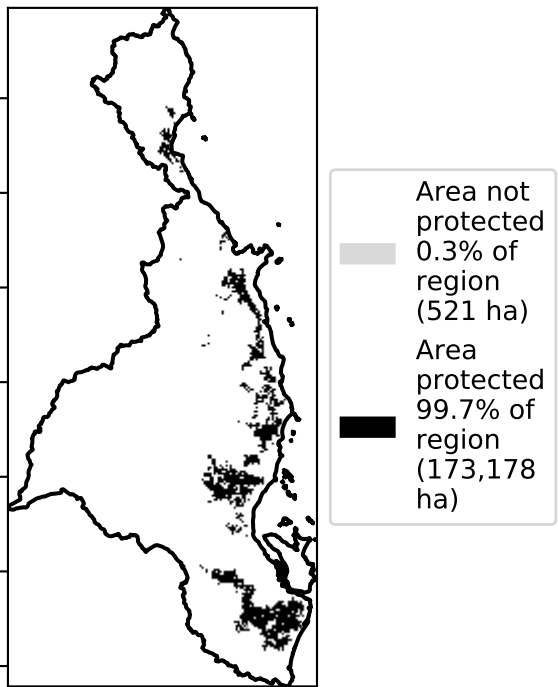 Area not
protected
0.3% of
region
(521 ha)
Area
protected
99.7% of
region
(173,178
ha)